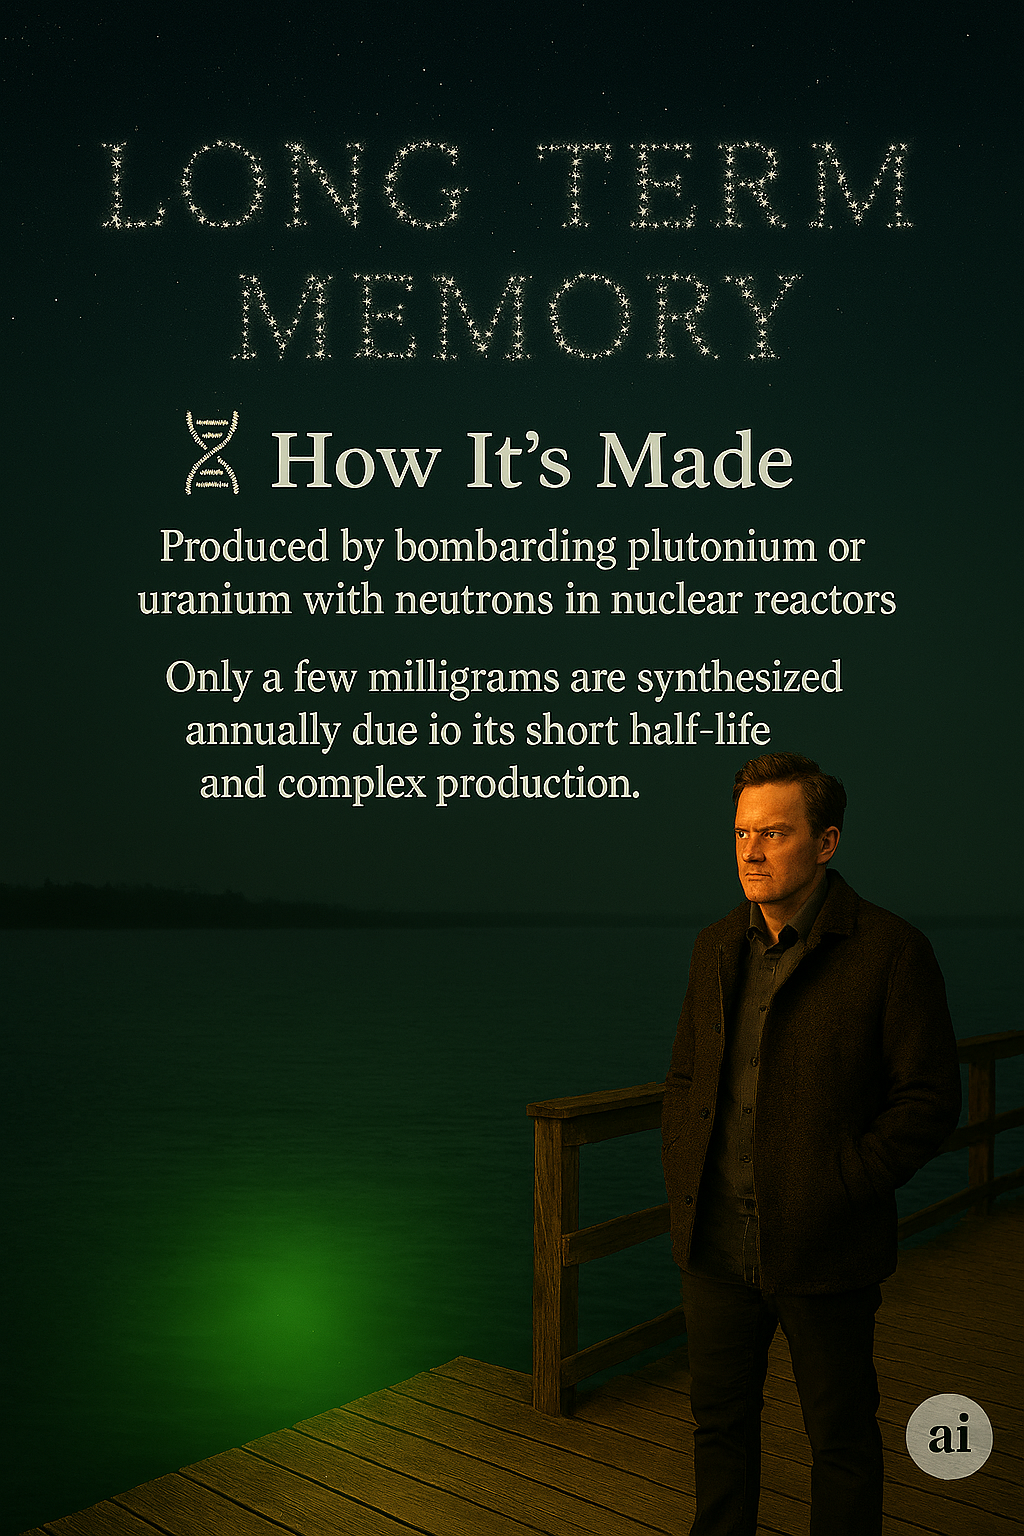 LONG TERM
MEMORY
How It’s Made
Produced by bombarding plutonium or
uranium with neutrons in nuclear reactors
Only a few milligrams are synthesized
annually due io its short half-life
and complex production.
ai